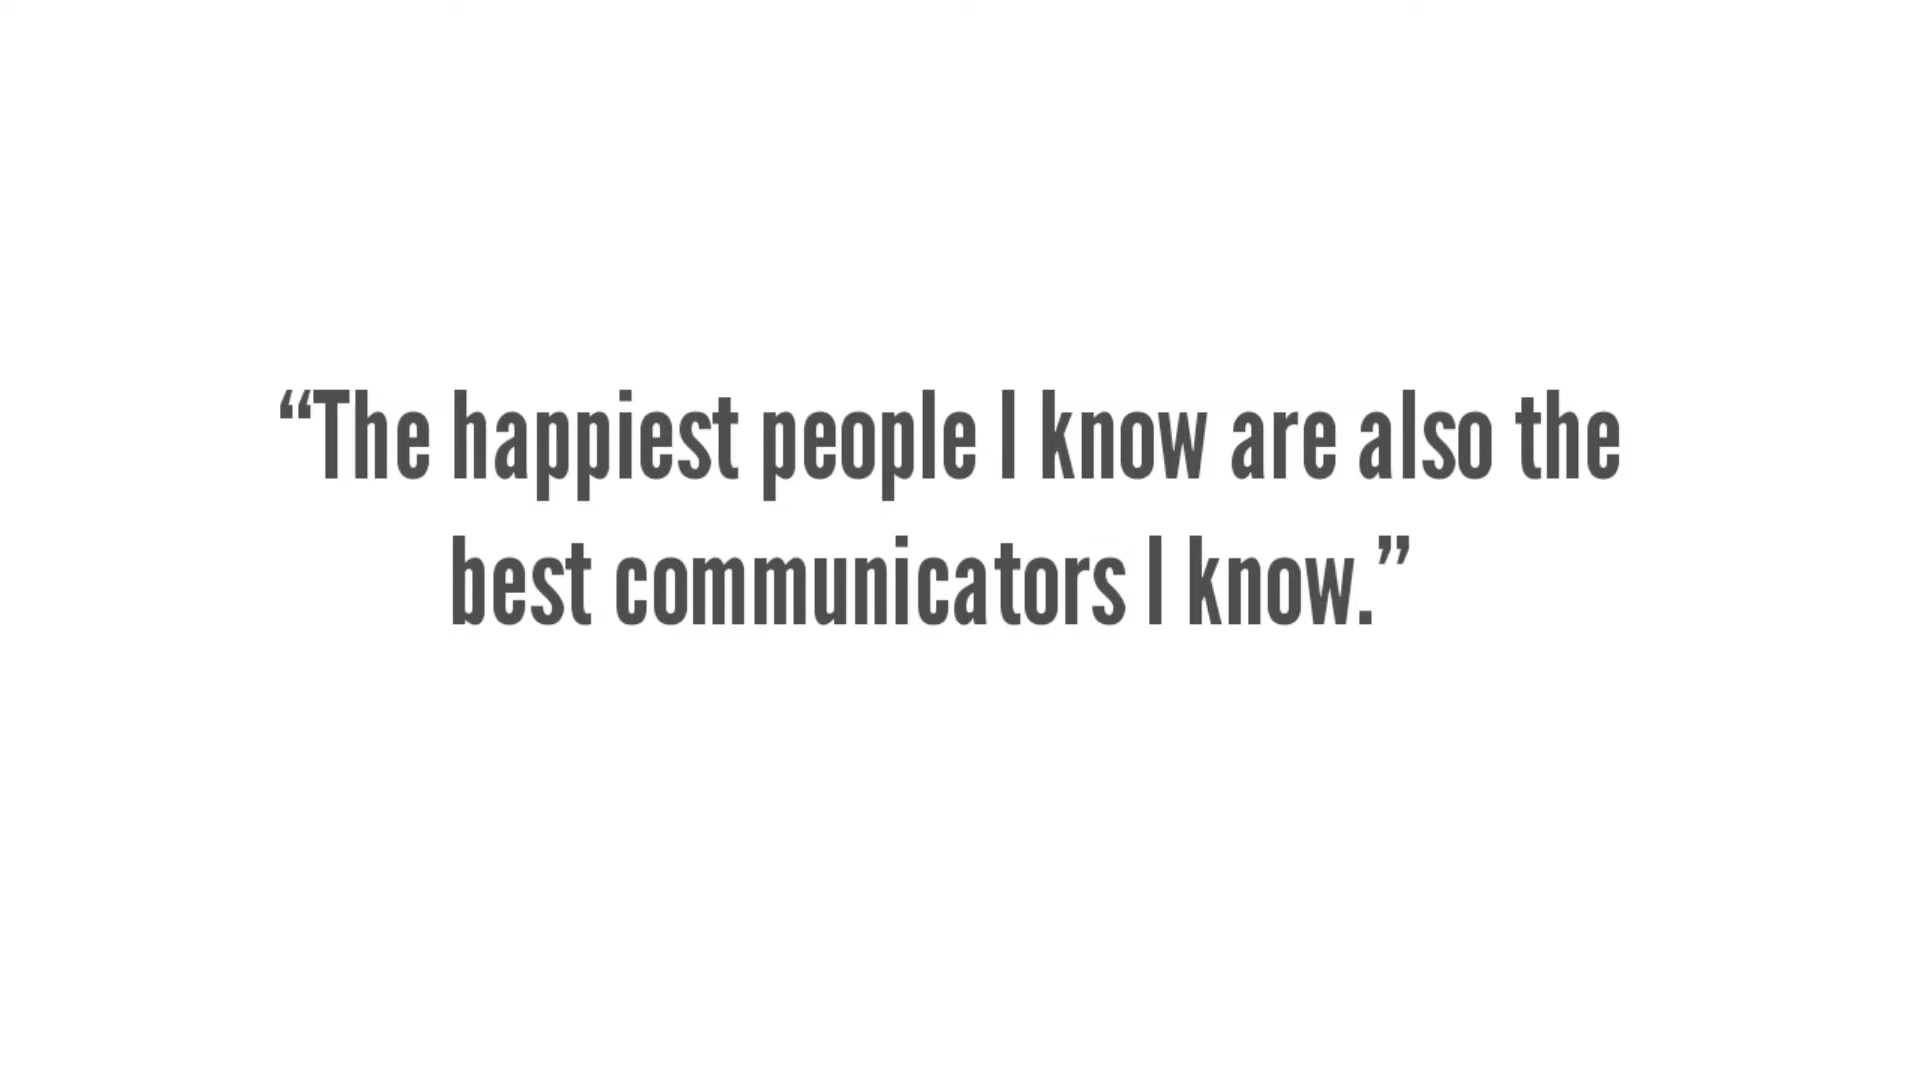 “The happiest people I know are also the
best communicators I know.”